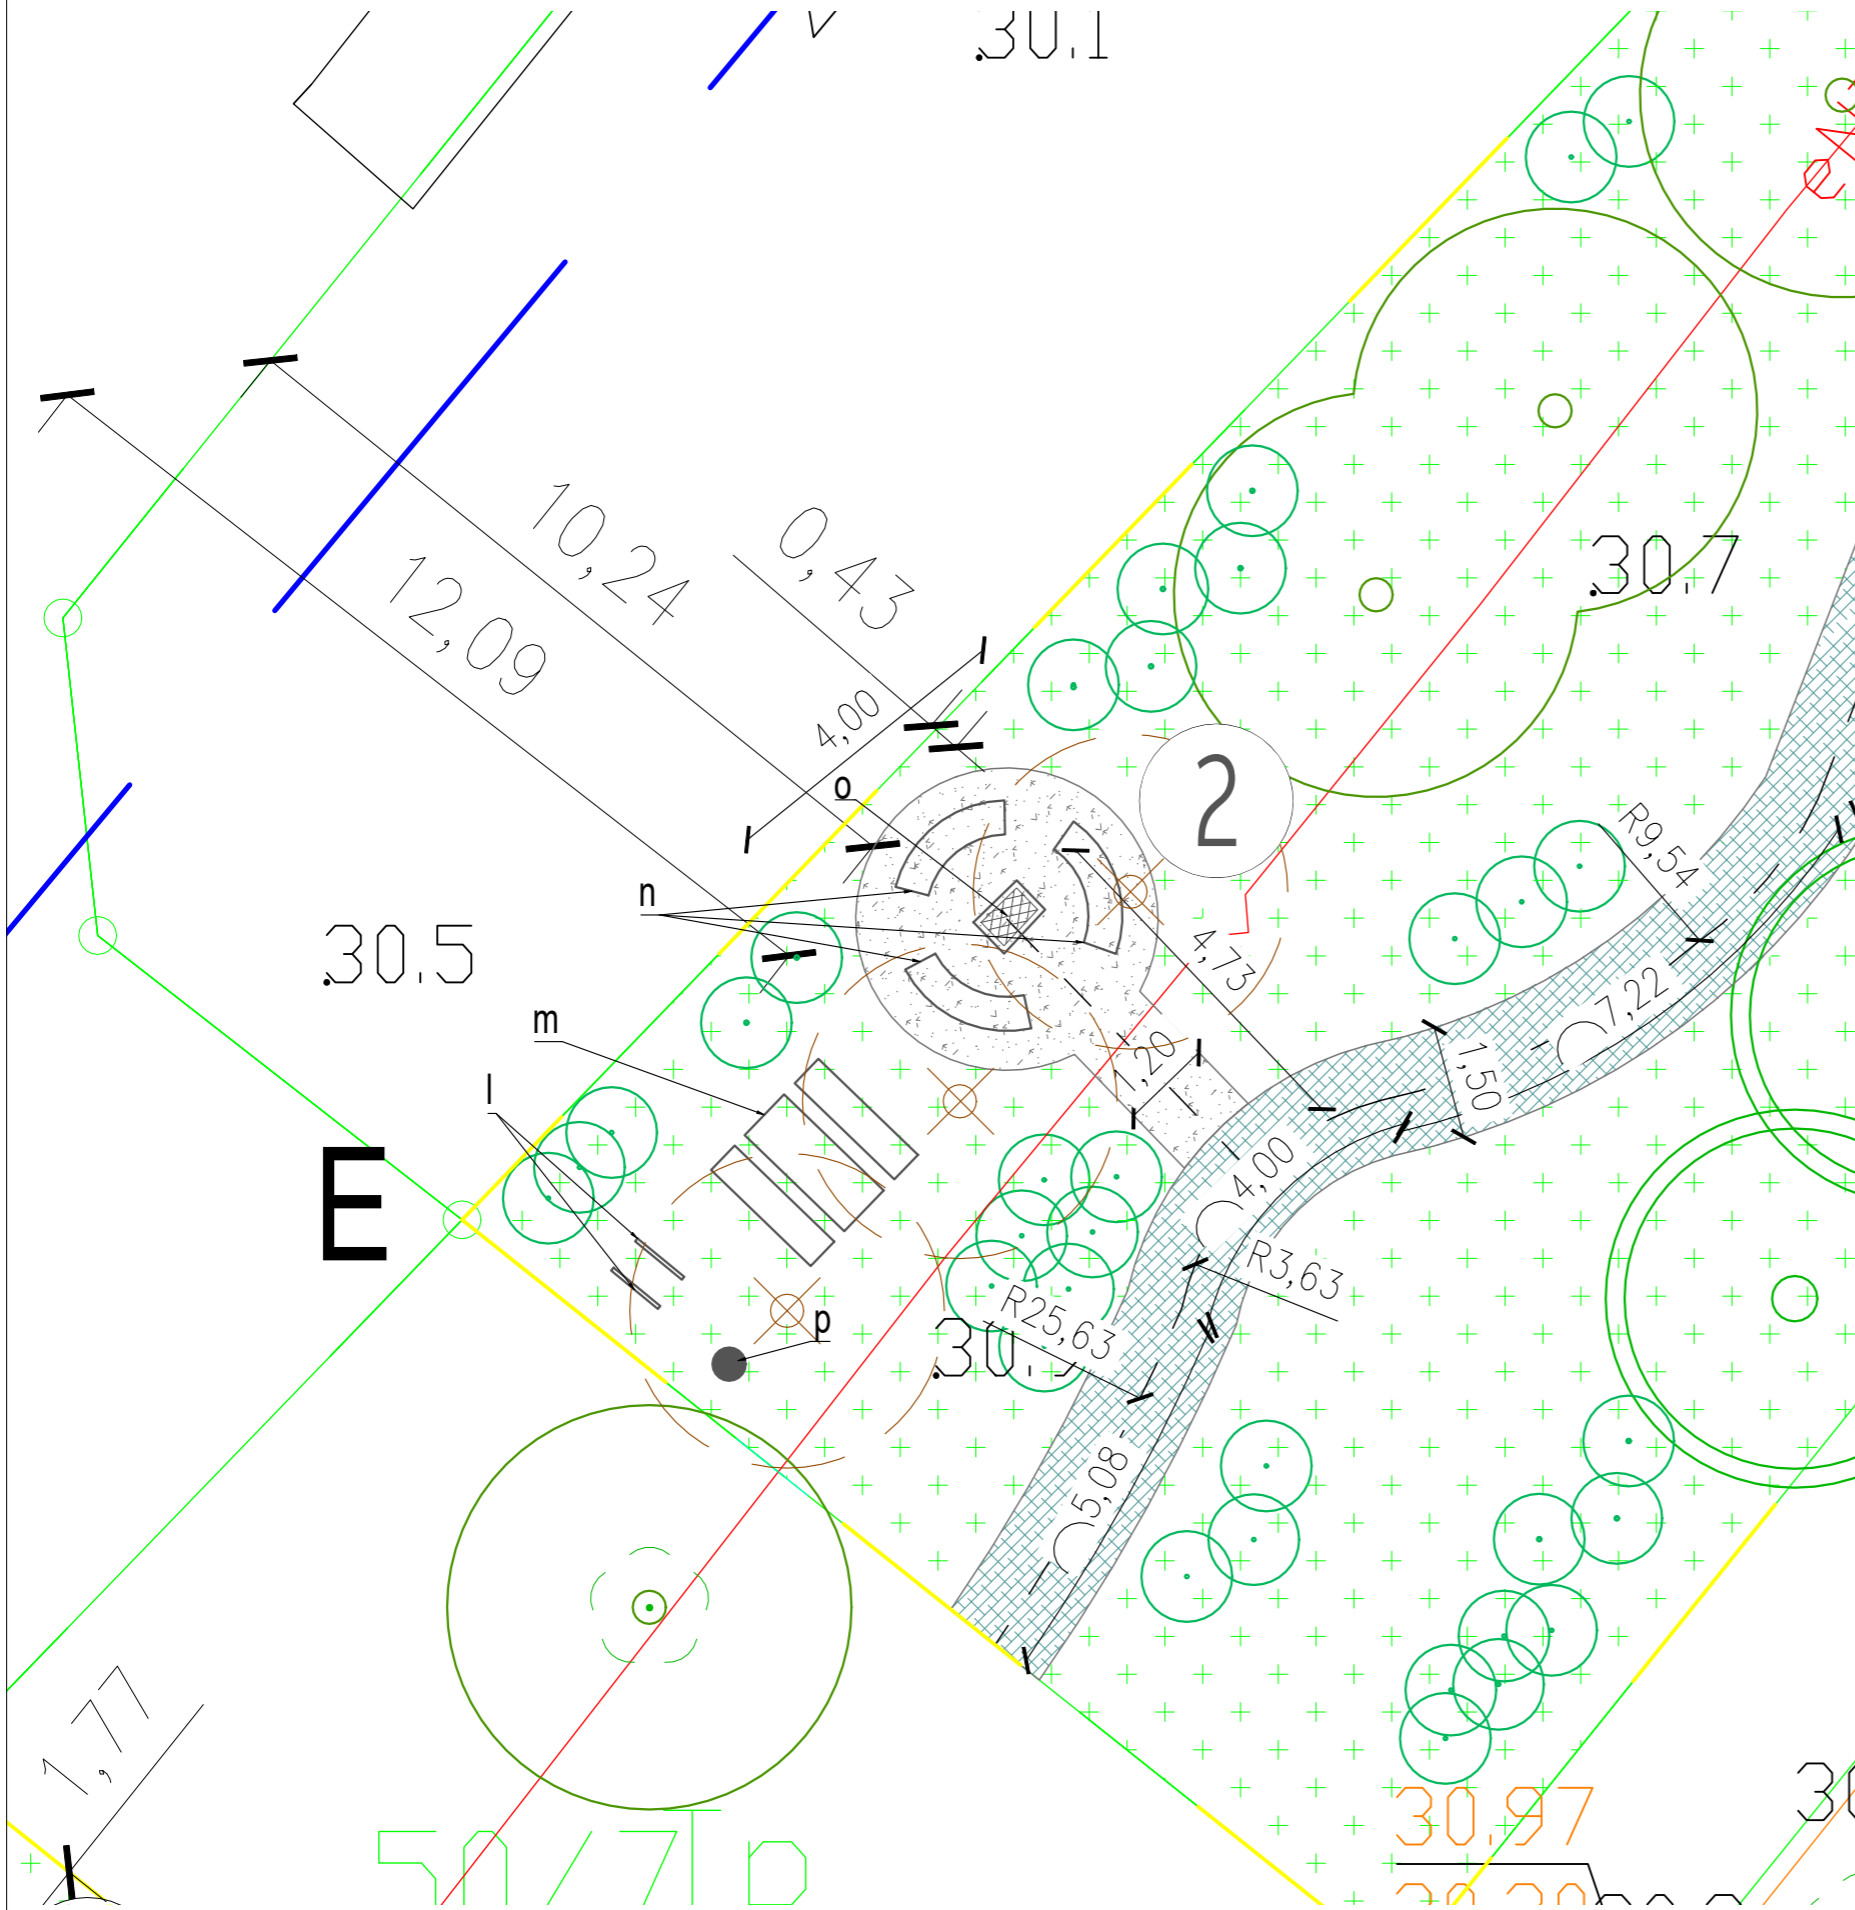 .30.1
10,24
0,43
12,09
.30.7
4,00
o
2
R9,54
n
4,73
.30.5
7,22
m
1,20
1,50
l
4,00
E
R3,63
p
R25,63
5,08
1,77
30.97